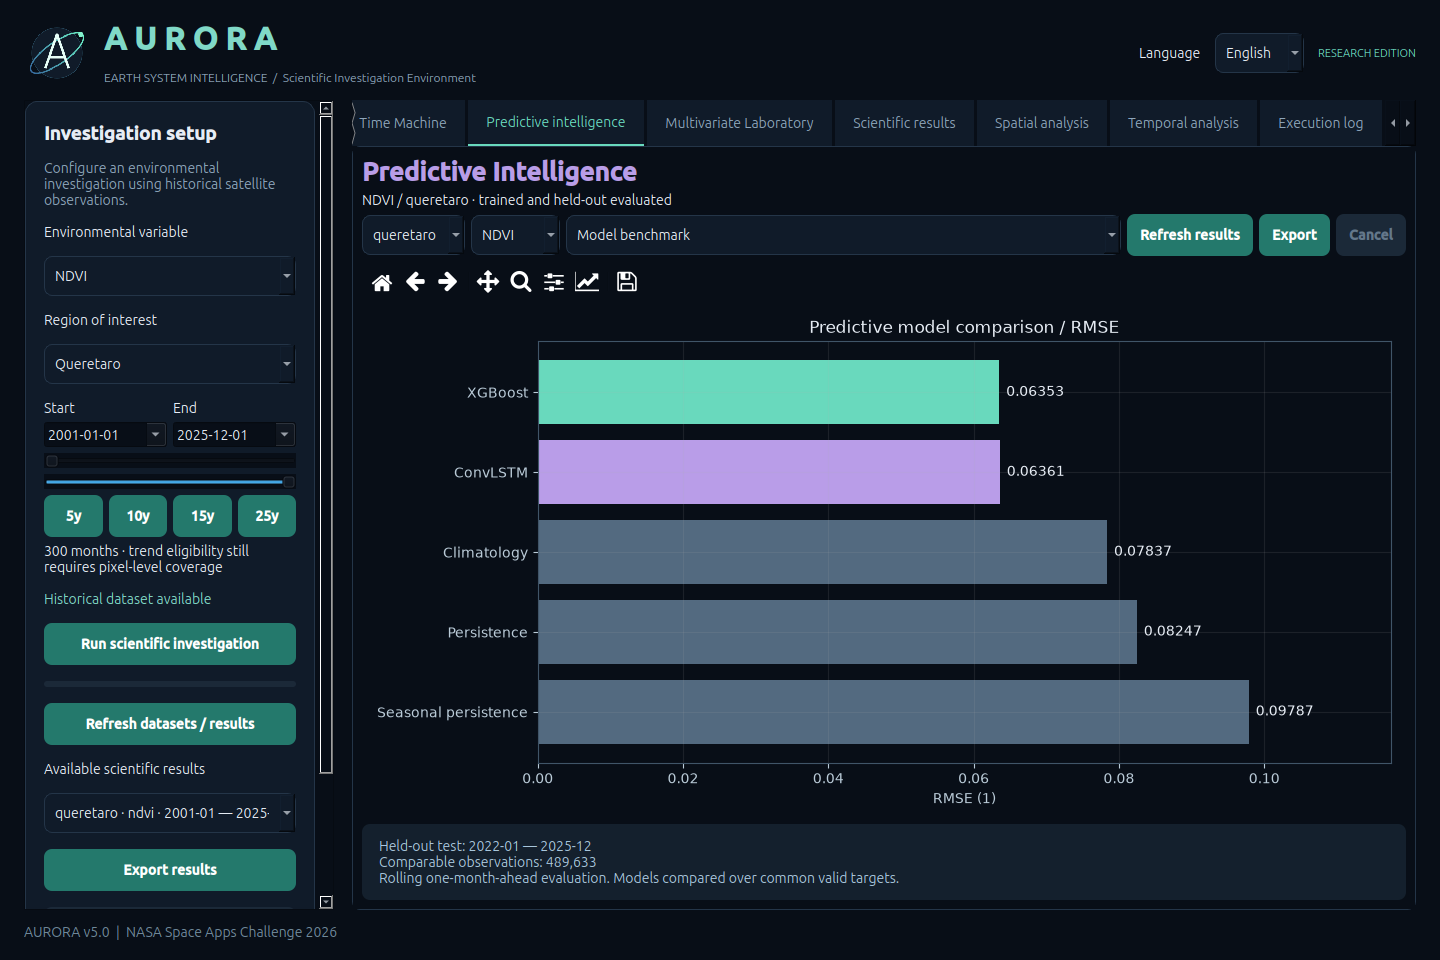 A
AURORA
EARTH SYSTEM INTELLIGENCE / Scientific Investigation Environment
Language
English
RESEARCH EDITION
Investigation setup
Configure an environmental
investigation using historical satellite
observations.
Environmental variable
NDVI
Region of interest
Queretaro
Start End
2001-01-01 2025-12-01
5y 10y 15y 25y
300 months · trend eligibility still
requires pixel-level coverage
Historical dataset available
Run scientific investigation
Refresh datasets / results
Available scientific results
queretaro · ndvi · 2001-01 — 2025-
Export results
Time Machine Predictive intelligence Multivariate Laboratory Scientific results Spatial analysis Temporal analysis Execution log
Predictive Intelligence
NDVI / queretaro · trained and held-out evaluated
queretaro NDVI Model benchmark Refresh results Export Cancel
Predictive model comparison / RMSE
XGBoost 0.06353
ConvLSTM 0.06361
Climatology 0.07837
Persistence 0.08247
Seasonal persistence 0.09787
0.00 0.02 0.04 0.06 0.08 0.10
RMSE (1)
Held-out test: 2022-01 — 2025-12
Comparable observations: 489,633
Rolling one-month-ahead evaluation. Models compared over common valid targets.
AURORA v5.0 | NASA Space Apps Challenge 2026